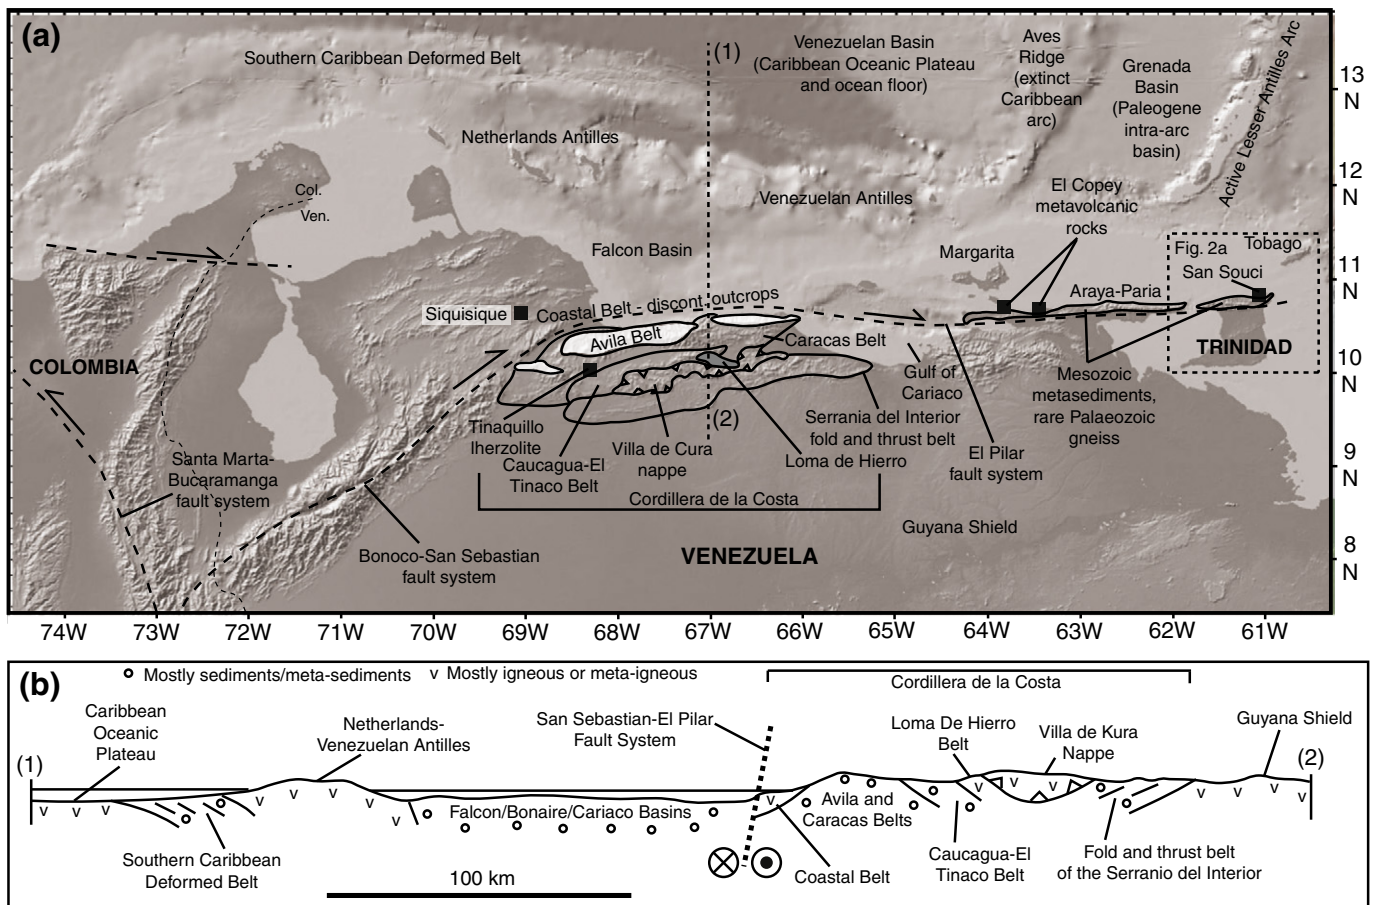 (a)
Southern Caribbean Deformed Belt
(1)
Venezuelan Basin
(Caribbean Oceanic Plateau
and ocean floor)
Aves
Ridge
(extinct
Caribbean
arc)
Grenada
Basin
(Paleogene
intra-arc
basin)
Active Lesser Antilles Arc
13
N
Netherlands Antilles
Venezuelan Antilles
El Copey
metavolcanic
rocks
12
N
Col.
Ven.
Falcon Basin
Margarita
Fig. 2a
Tobago
San Souci
11
N
Siquisique
Coastal Belt - discont. outcrops
Araya-Paria
Avila Belt
Caracas Belt
COLOMBIA
TRINIDAD
10
N
Gulf of
Cariaco
Mesozoic
metasediments,
rare Palaeozoic
gneiss
Tinaquillo
lherzolite
Caucagua-El
Tinaco Belt
Villa de Cura
nappe
(2)
Serrania del Interior
fold and thrust belt
Loma de Hierro
El Pilar
fault system
9
N
Santa Marta-
Bucaramanga
fault system
Cordillera de la Costa
Guyana Shield
Bonoco-San Sebastian
fault system
VENEZUELA
8
N
74W
73W
72W
71W
70W
69W
68W
67W
66W
65W
64W
63W
62W
61W
(b)
Mostly sediments/meta-sediments
v Mostly igneous or meta-igneous
Cordillera de la Costa
Caribbean
Oceanic
Plateau
Netherlands-
Venezuelan Antilles
San Sebastian-El Pilar
Fault System
Loma De Hierro
Belt
Villa de Kura
Nappe
Guyana Shield
(1)
(2)
v v v v v v v v v v v v v v v v
Falcon/Bonaire/Cariaco Basins
Avila and
Caracas Belts
Southern Caribbean
Deformed Belt
Coastal Belt
Caucagua-El
Tinaco Belt
Fold and thrust belt
of the Serranio del Interior
100 km